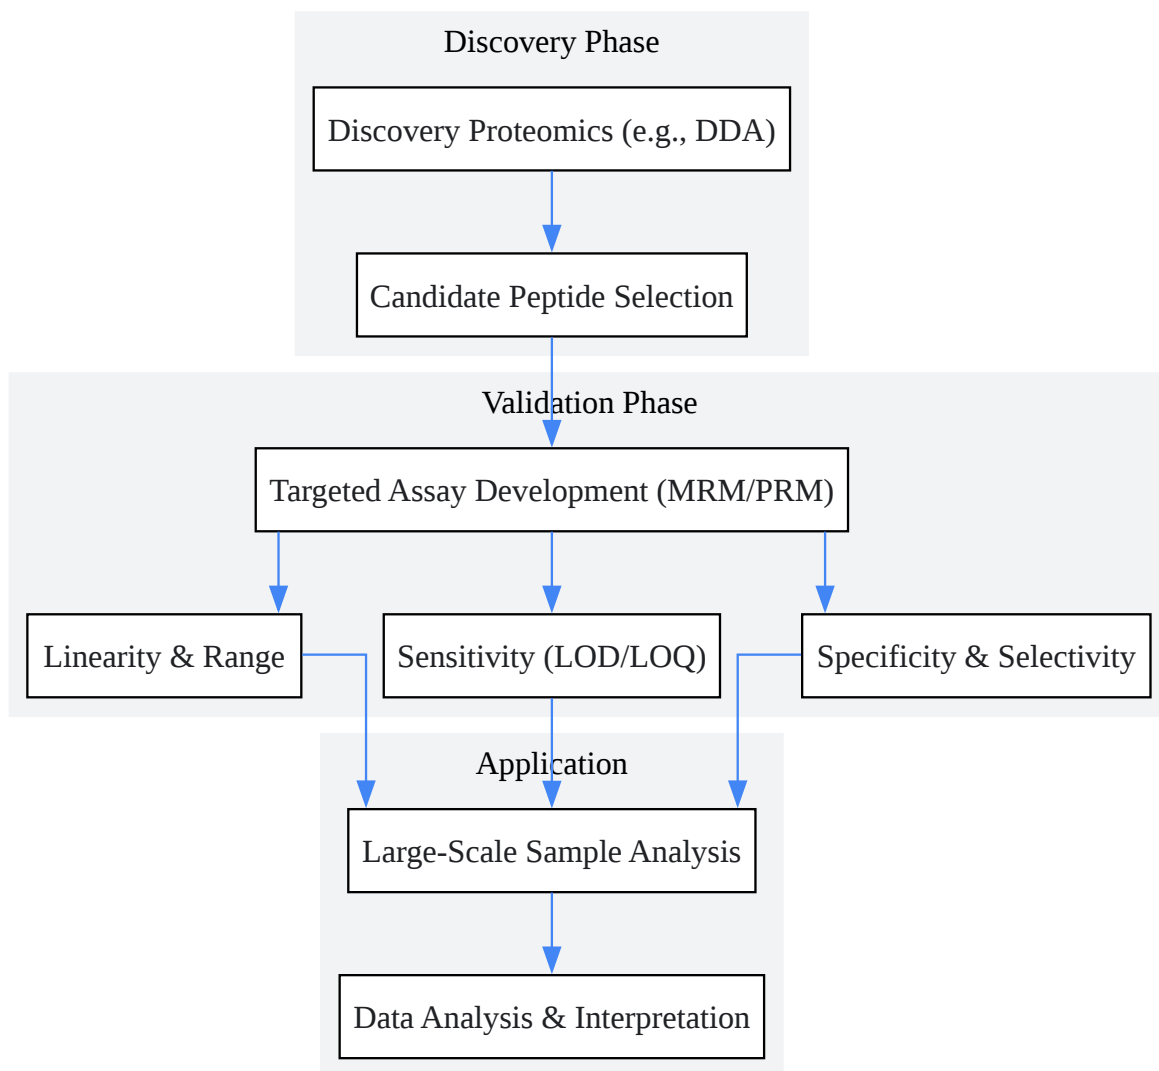 Discovery Phase
Discovery Proteomics (e.g., DDA)
Candidate Peptide Selection
Validation Phase
Targeted Assay Development (MRM/PRM)
Linearity & Range
Sensitivity (LOD/LOQ)
Specificity & Selectivity
Application
Large-Scale Sample Analysis
Data Analysis & Interpretation